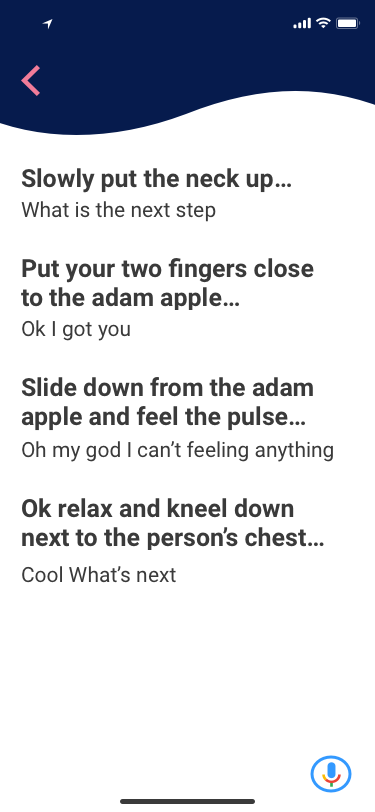 Slowly put the neck up...
What is the next step
Put your two fingers close
to the adam apple...
Ok I got you
Slide down from the adam
apple and feel the pulse...
Oh my god I can’t feeling anything
Ok relax and kneel down
next to the person’s chest...
Cool What’s next